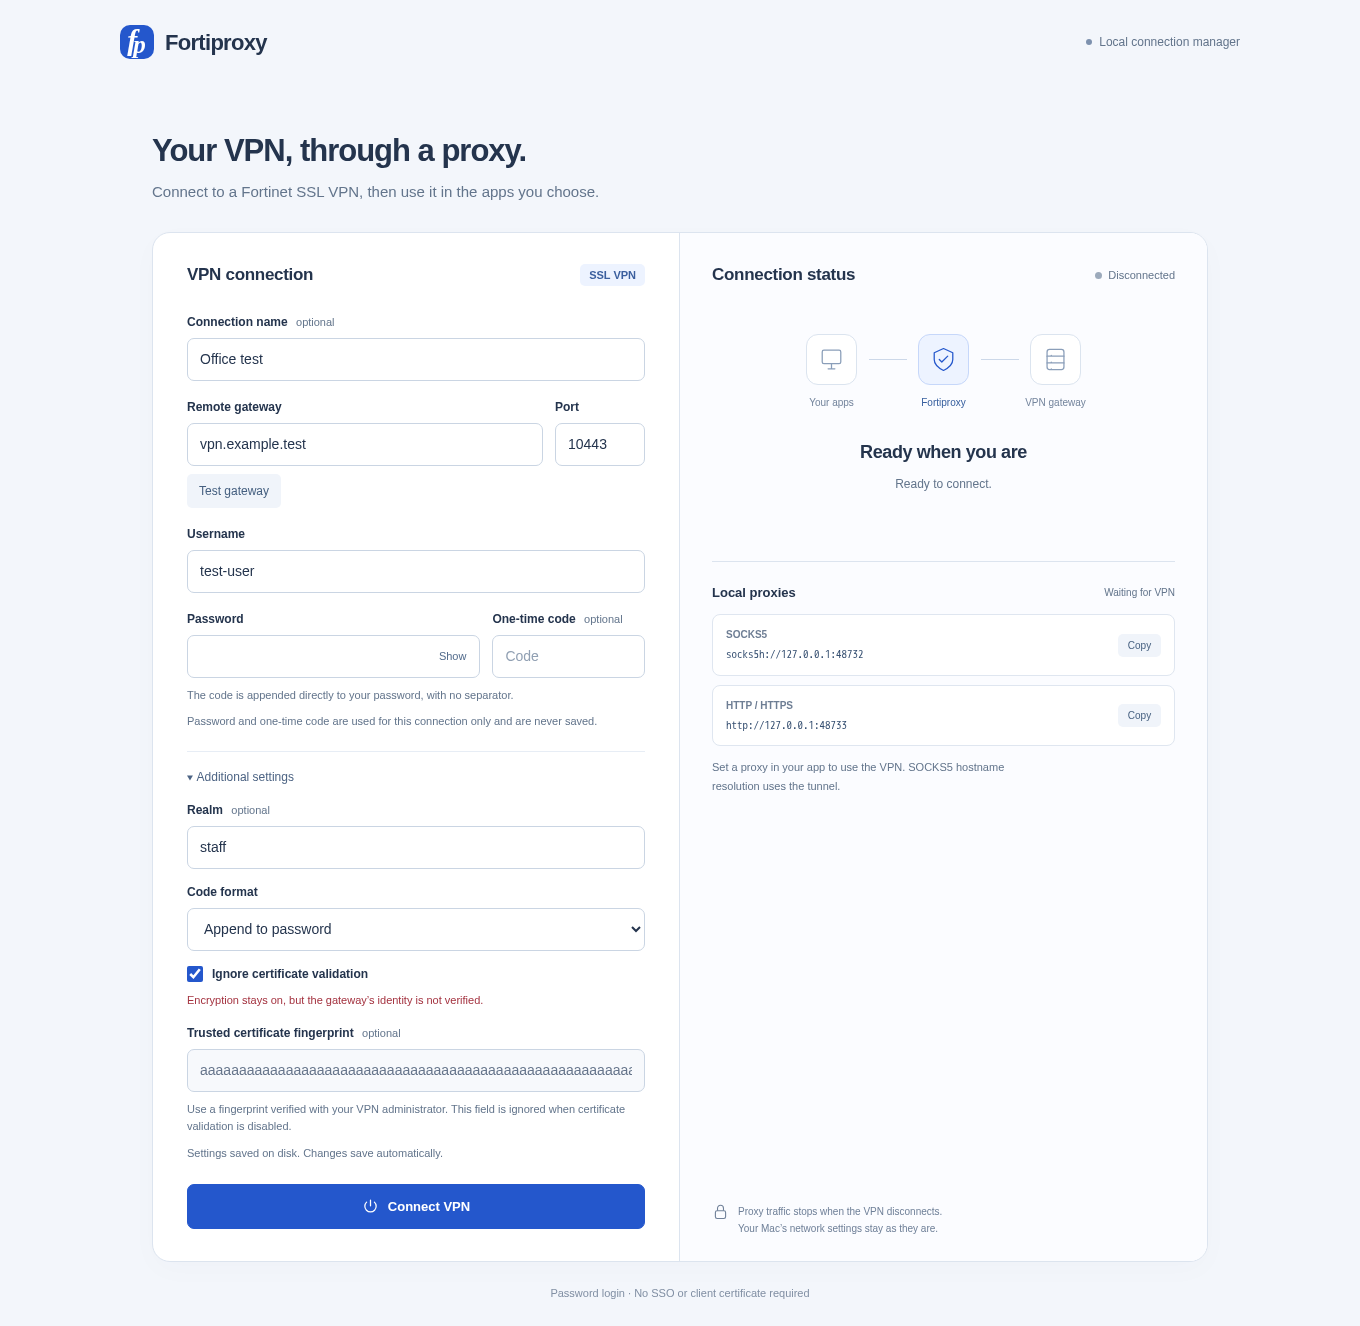 fp Fortiproxy
Local connection manager
Your VPN, through a proxy.
Connect to a Fortinet SSL VPN, then use it in the apps you choose.
VPN connection
SSL VPN
Connection name optional
Office test
Remote gateway
Port
vpn.example.test
10443
Test gateway
Username
test-user
Password
One-time code optional
Show
Code
The code is appended directly to your password, with no separator.
Password and one-time code are used for this connection only and are never saved.
Additional settings
Realm optional
staff
Code format
Append to password
Ignore certificate validation
Encryption stays on, but the gateway's identity is not verified.
Trusted certificate fingerprint optional
aaaaaaaaaaaaaaaaaaaaaaaaaaaaaaaaaaaaaaaaaaaaaaaaaaaaaaaa
Use a fingerprint verified with your VPN administrator. This field is ignored when certificate
validation is disabled.
Settings saved on disk. Changes save automatically.
Connect VPN
Connection status
Disconnected
Your apps
Fortiproxy
VPN gateway
Ready when you are
Ready to connect.
Local proxies
Waiting for VPN
SOCKS5
socks5h://127.0.0.1:48732
Copy
HTTP / HTTPS
http://127.0.0.1:48733
Copy
Set a proxy in your app to use the VPN. SOCKS5 hostname
resolution uses the tunnel.
Proxy traffic stops when the VPN disconnects.
Your Mac's network settings stay as they are.
Password login · No SSO or client certificate required